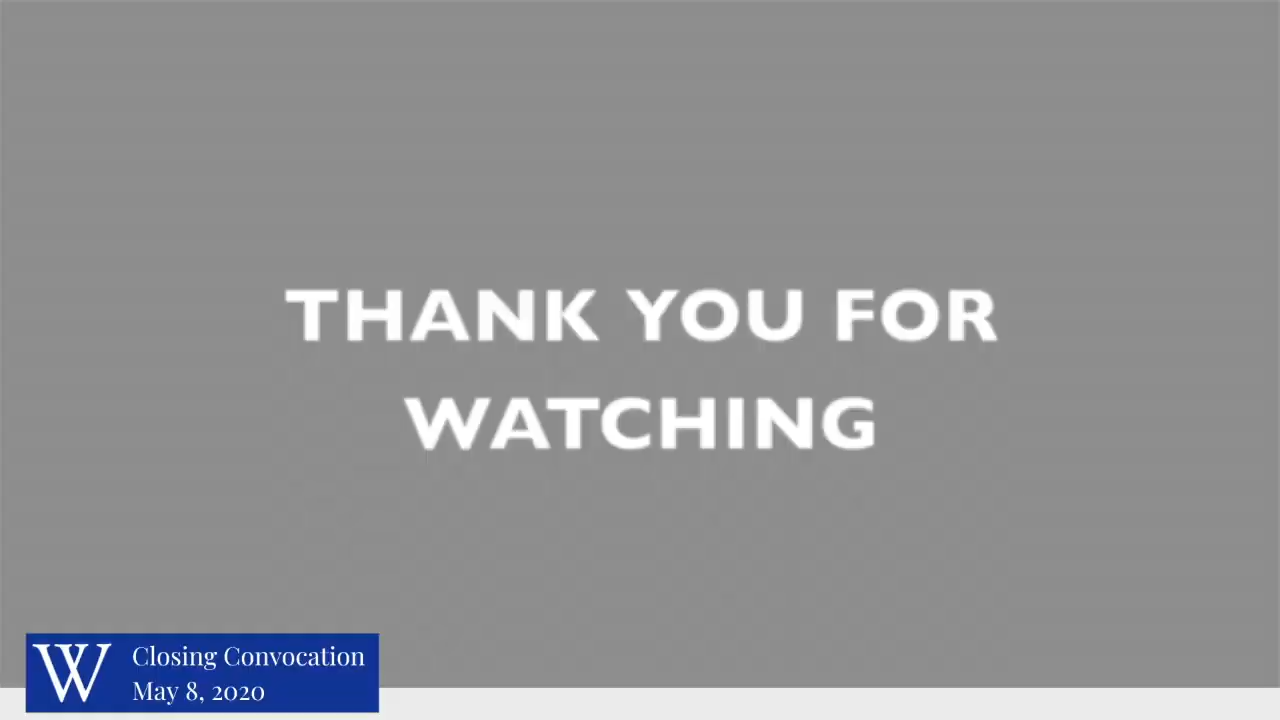 THANK YOU FOR
WATCHING
W
Closing Convocation
May 8, 2020